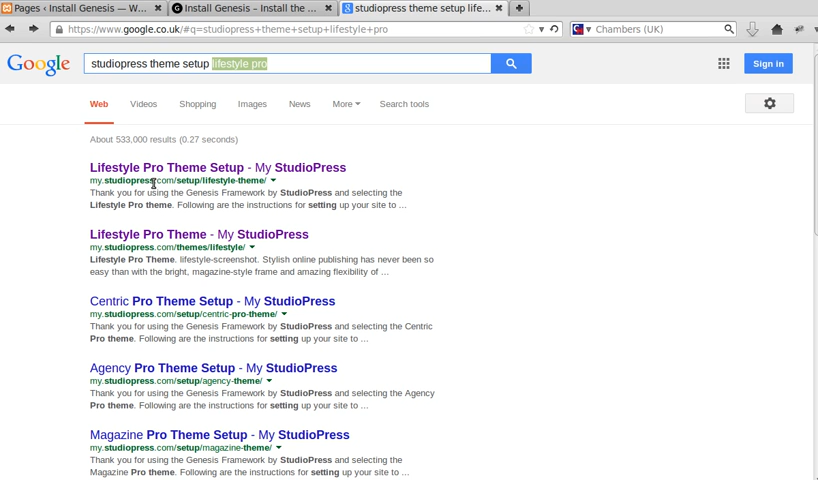 Pages ‹ Install Genesis — W...
Install Genesis – Install the ...
studiopress theme setup life...
https://www.google.co.uk/#q=studiopress+theme+setup+lifestyle+pro
Chambers (UK)
Google
studiopress theme setup lifestyle pro
Sign in
Web Videos Shopping Images News More Search tools
About 533,000 results (0.27 seconds)
Lifestyle Pro Theme Setup - My StudioPress
my.studiopress.com/setup/lifestyle-theme/
Thank you for using the Genesis Framework by StudioPress and selecting the
Lifestyle Pro theme. Following are the instructions for setting up your site to ...
Lifestyle Pro Theme - My StudioPress
my.studiopress.com/themes/lifestyle/
Lifestyle Pro Theme. lifestyle-screenshot. Stylish online publishing has never been so
easy than with the bright, magazine-style frame and amazing flexibility of ...
Centric Pro Theme Setup - My StudioPress
my.studiopress.com/setup/centric-pro-theme/
Thank you for using the Genesis Framework by StudioPress and selecting the Centric
Pro theme. Following are the instructions for setting up your site to ...
Agency Pro Theme Setup - My StudioPress
my.studiopress.com/setup/agency-theme/
Thank you for using the Genesis Framework by StudioPress and selecting the Agency
Pro theme. Following are the instructions for setting up your site to ...
Magazine Pro Theme Setup - My StudioPress
my.studiopress.com/setup/magazine-theme/
Thank you for using the Genesis Framework by StudioPress and selecting the
Magazine Pro theme. Following are the instructions for setting up your site to ...